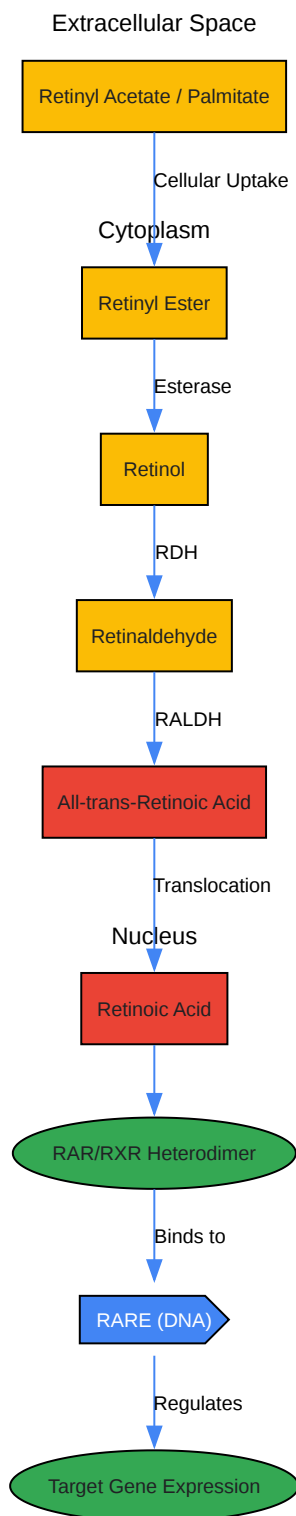 Extracellular Space
Retinyl Acetate / Palmitate
Cellular Uptake
Cytoplasm
Retinyl Ester
Esterase
Retinol
RDH
Retinaldehyde
RALDH
All-trans-Retinoic Acid
Translocation
Nucleus
Retinoic Acid
RAR/RXR Heterodimer
Binds to
RARE (DNA)
Regulates
Target Gene Expression